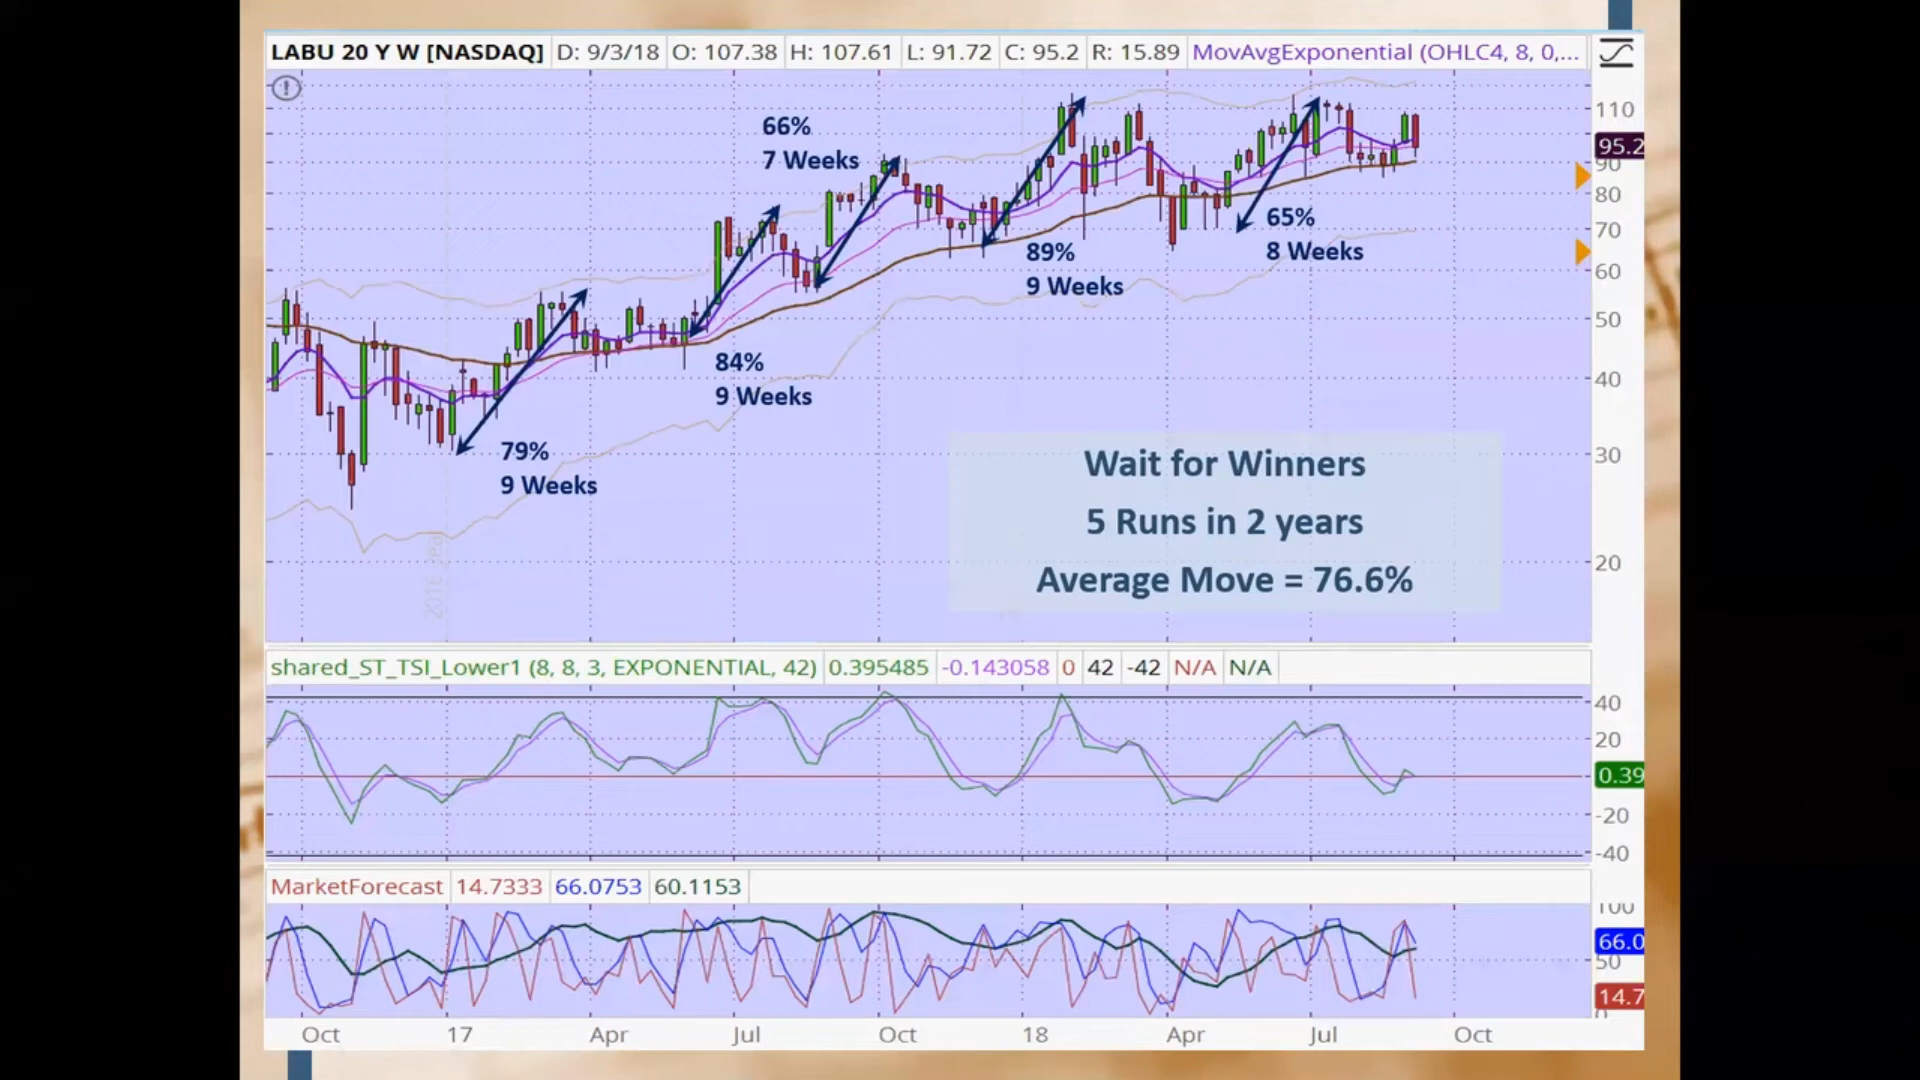 LABU 20 Y W [NASDAQ] D: 9/3/18 O: 107.38 H: 107.61 L: 91.72 C: 95.2 R: 15.89 MovAvgExponential (OHLC4, 8, 0,...
110
95.2
90
80
70
60
50
40
30
20
66%
7 Weeks
65%
8 Weeks
89%
9 Weeks
84%
9 Weeks
79%
9 Weeks
Wait for Winners
5 Runs in 2 years
Average Move = 76.6%
shared_ST_TSI_Lower1 (8, 8, 3, EXPONENTIAL, 42) 0.395485 -0.143058 0 42 -42 N/A N/A
40
20
0.39
-20
-40
MarketForecast 14.7333 66.0753 60.1153
100
66.0
50
14.7
0
Oct 17 Apr Jul Oct 18 Apr Jul Oct